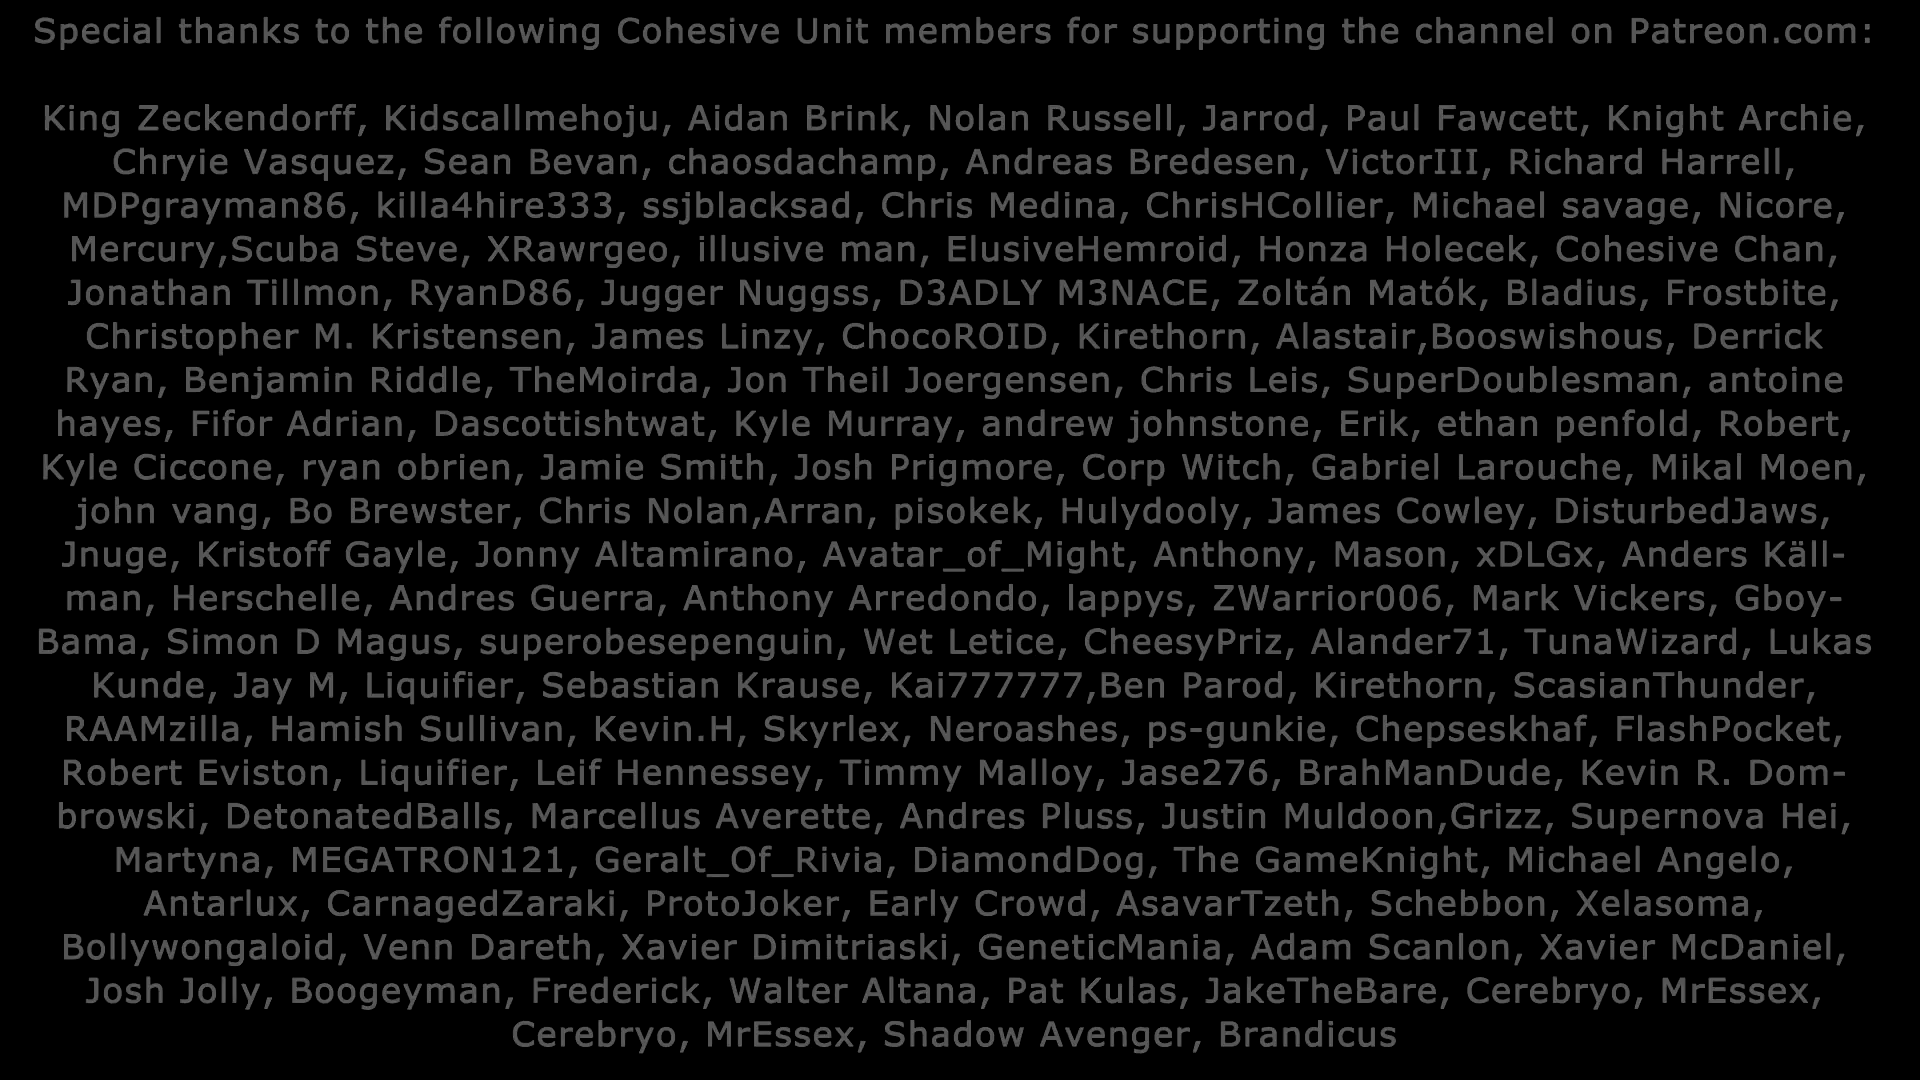 Special thanks to the following Cohesive Unit members for supporting the channel on Patreon.com:
King Zeckendorff, Kidscallmehoju, Aidan Brink, Nolan Russell, Jarrod, Paul Fawcett, Knight Archie,
Chryie Vasquez, Sean Bevan, chaosdachamp, Andreas Bredesen, VictorIII, Richard Harrell,
MDPgrayman86, killa4hire333, ssjblacksad, Chris Medina, ChrisHCollier, Michael savage, Nicore,
Mercury,Scuba Steve, XRawrgeo, illusive man, ElusiveHemroid, Honza Holecek, Cohesive Chan,
Jonathan Tillmon, RyanD86, Jugger Nuggss, D3ADLY M3NACE, Zoltán Matók, Bladius, Frostbite,
Christopher M. Kristensen, James Linzy, ChocoROID, Kirethorn, Alastair,Booswishous, Derrick
Ryan, Benjamin Riddle, TheMoirda, Jon Theil Joergensen, Chris Leis, SuperDoublesman, antoine
hayes, Fifor Adrian, Dascottishtwat, Kyle Murray, andrew johnstone, Erik, ethan penfold, Robert,
Kyle Ciccone, ryan obrien, Jamie Smith, Josh Prigmore, Corp Witch, Gabriel Larouche, Mikal Moen,
john vang, Bo Brewster, Chris Nolan,Arran, pisokek, Hulydooly, James Cowley, DisturbedJaws,
Jnuge, Kristoff Gayle, Jonny Altamirano, Avatar_of_Might, Anthony, Mason, xDLGx, Anders Käll-
man, Herschelle, Andres Guerra, Anthony Arredondo, lappys, ZWarrior006, Mark Vickers, Gboy-
Bama, Simon D Magus, superobesepenguin, Wet Letice, CheesyPriz, Alander71, TunaWizard, Lukas
Kunde, Jay M, Liquifier, Sebastian Krause, Kai777777,Ben Parod, Kirethorn, ScasianThunder,
RAAMzilla, Hamish Sullivan, Kevin.H, Skyrlex, Neroashes, ps-gunkie, Chepseskhaf, FlashPocket,
Robert Eviston, Liquifier, Leif Hennessey, Timmy Malloy, Jase276, BrahManDude, Kevin R. Dom-
browski, DetonatedBalls, Marcellus Averette, Andres Pluss, Justin Muldoon,Grizz, Supernova Hei,
Martyna, MEGATRON121, Geralt_Of_Rivia, DiamondDog, The GameKnight, Michael Angelo,
Antarlux, CarnagedZaraki, ProtoJoker, Early Crowd, AsavarTzeth, Schebbon, Xelasoma,
Bollywongaloid, Venn Dareth, Xavier Dimitriaski, GeneticMania, Adam Scanlon, Xavier McDaniel,
Josh Jolly, Boogeyman, Frederick, Walter Altana, Pat Kulas, JakeTheBare, Cerebryo, MrEssex,
Cerebryo, MrEssex, Shadow Avenger, Brandicus